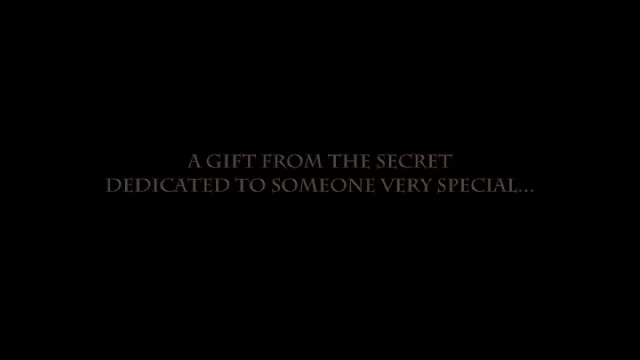 A GIFT FROM THE SECRET
DEDICATED TO SOMEONE VERY SPECIAL...